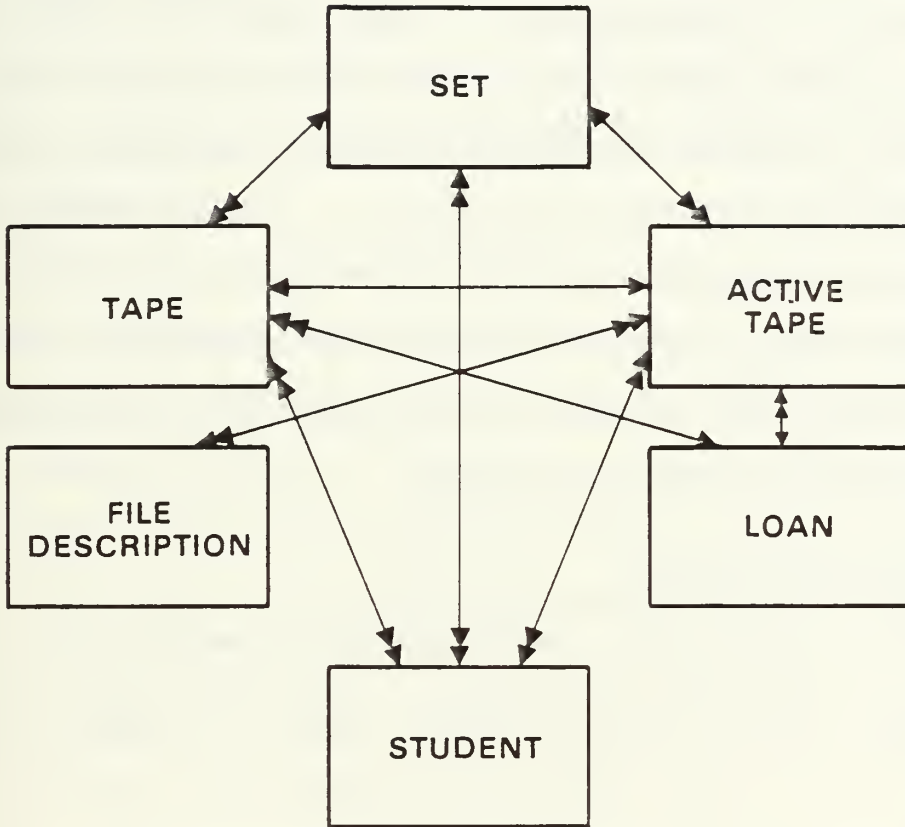 SET
TAPE
ACTIVE
TAPE
FILE
DESCRIPTION
LOAN
STUDENT